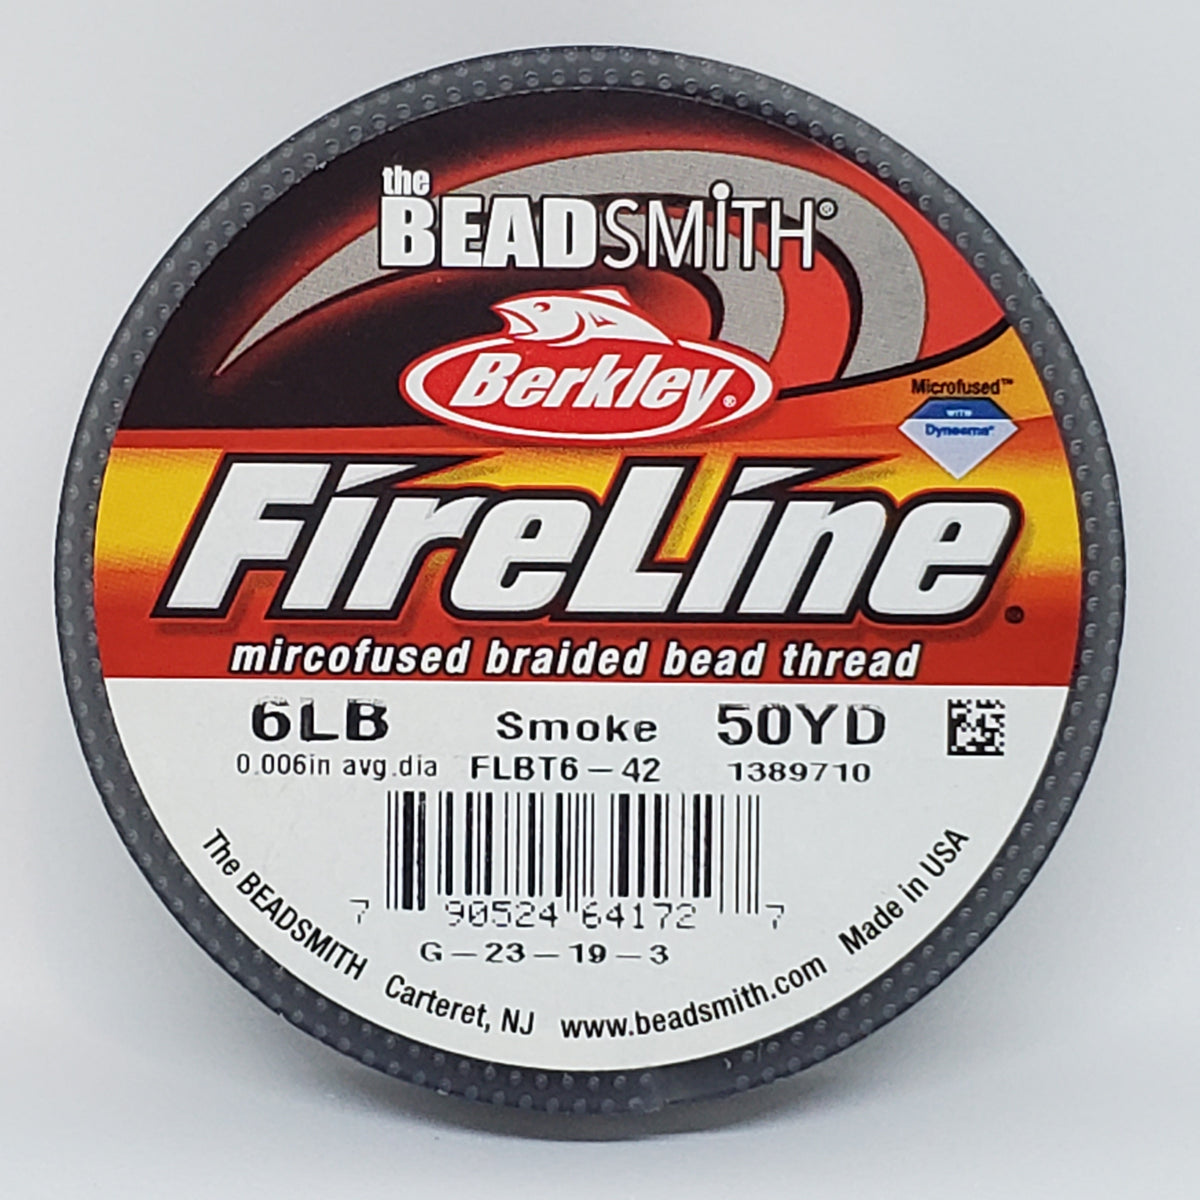 the
BEADSMITH®
Berkley®
Microfused™
WITH
Dyneema®
FireLine®
mircofused braided bead thread
6LB Smoke 50YD
0.006in avg.dia FLBT6-42 1389710
7 90524 64172 7
G-23-19-3
The BEADSMITH Carteret, NJ www.beadsmith.com Made in USA